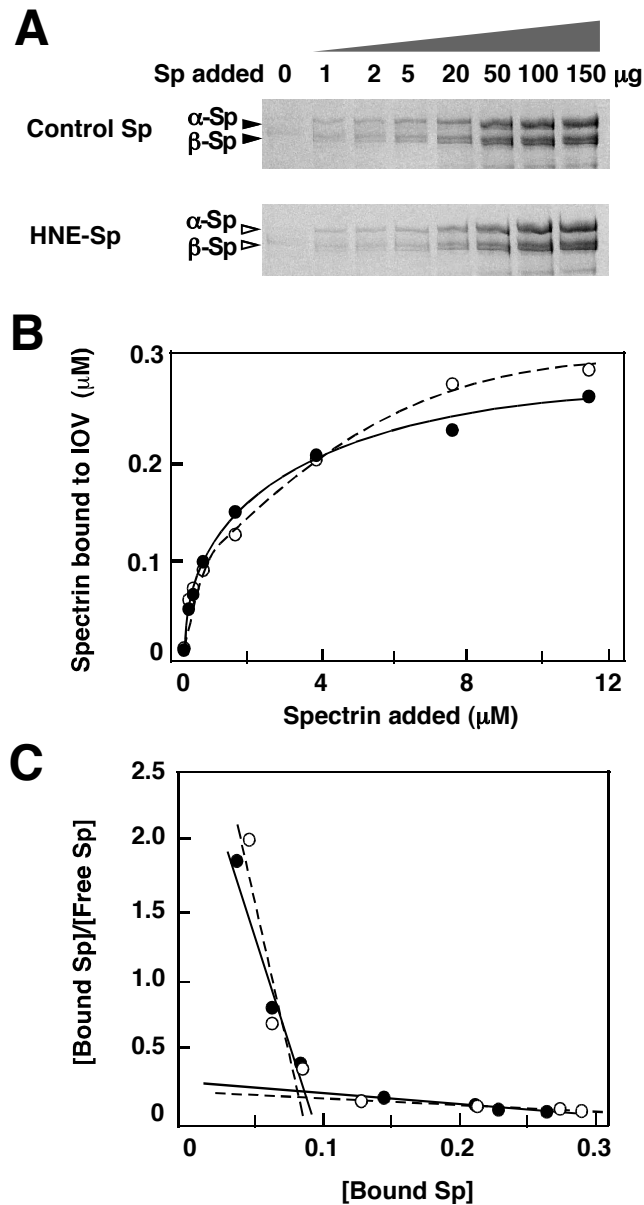 A
Sp added 0 1 2 5 20 50 100 150 μg
Control Sp
α-Sp
β-Sp
HNE-Sp
α-Sp
β-Sp
B
Spectrin bound to IOV (μM)
0.3
0.2
0.1
0
0 4 8 12
Spectrin added (μM)
C
[Bound Sp]/[Free Sp]
2.5
2.0
1.5
1.0
0.5
0
0 0.1 0.2 0.3
[Bound Sp]